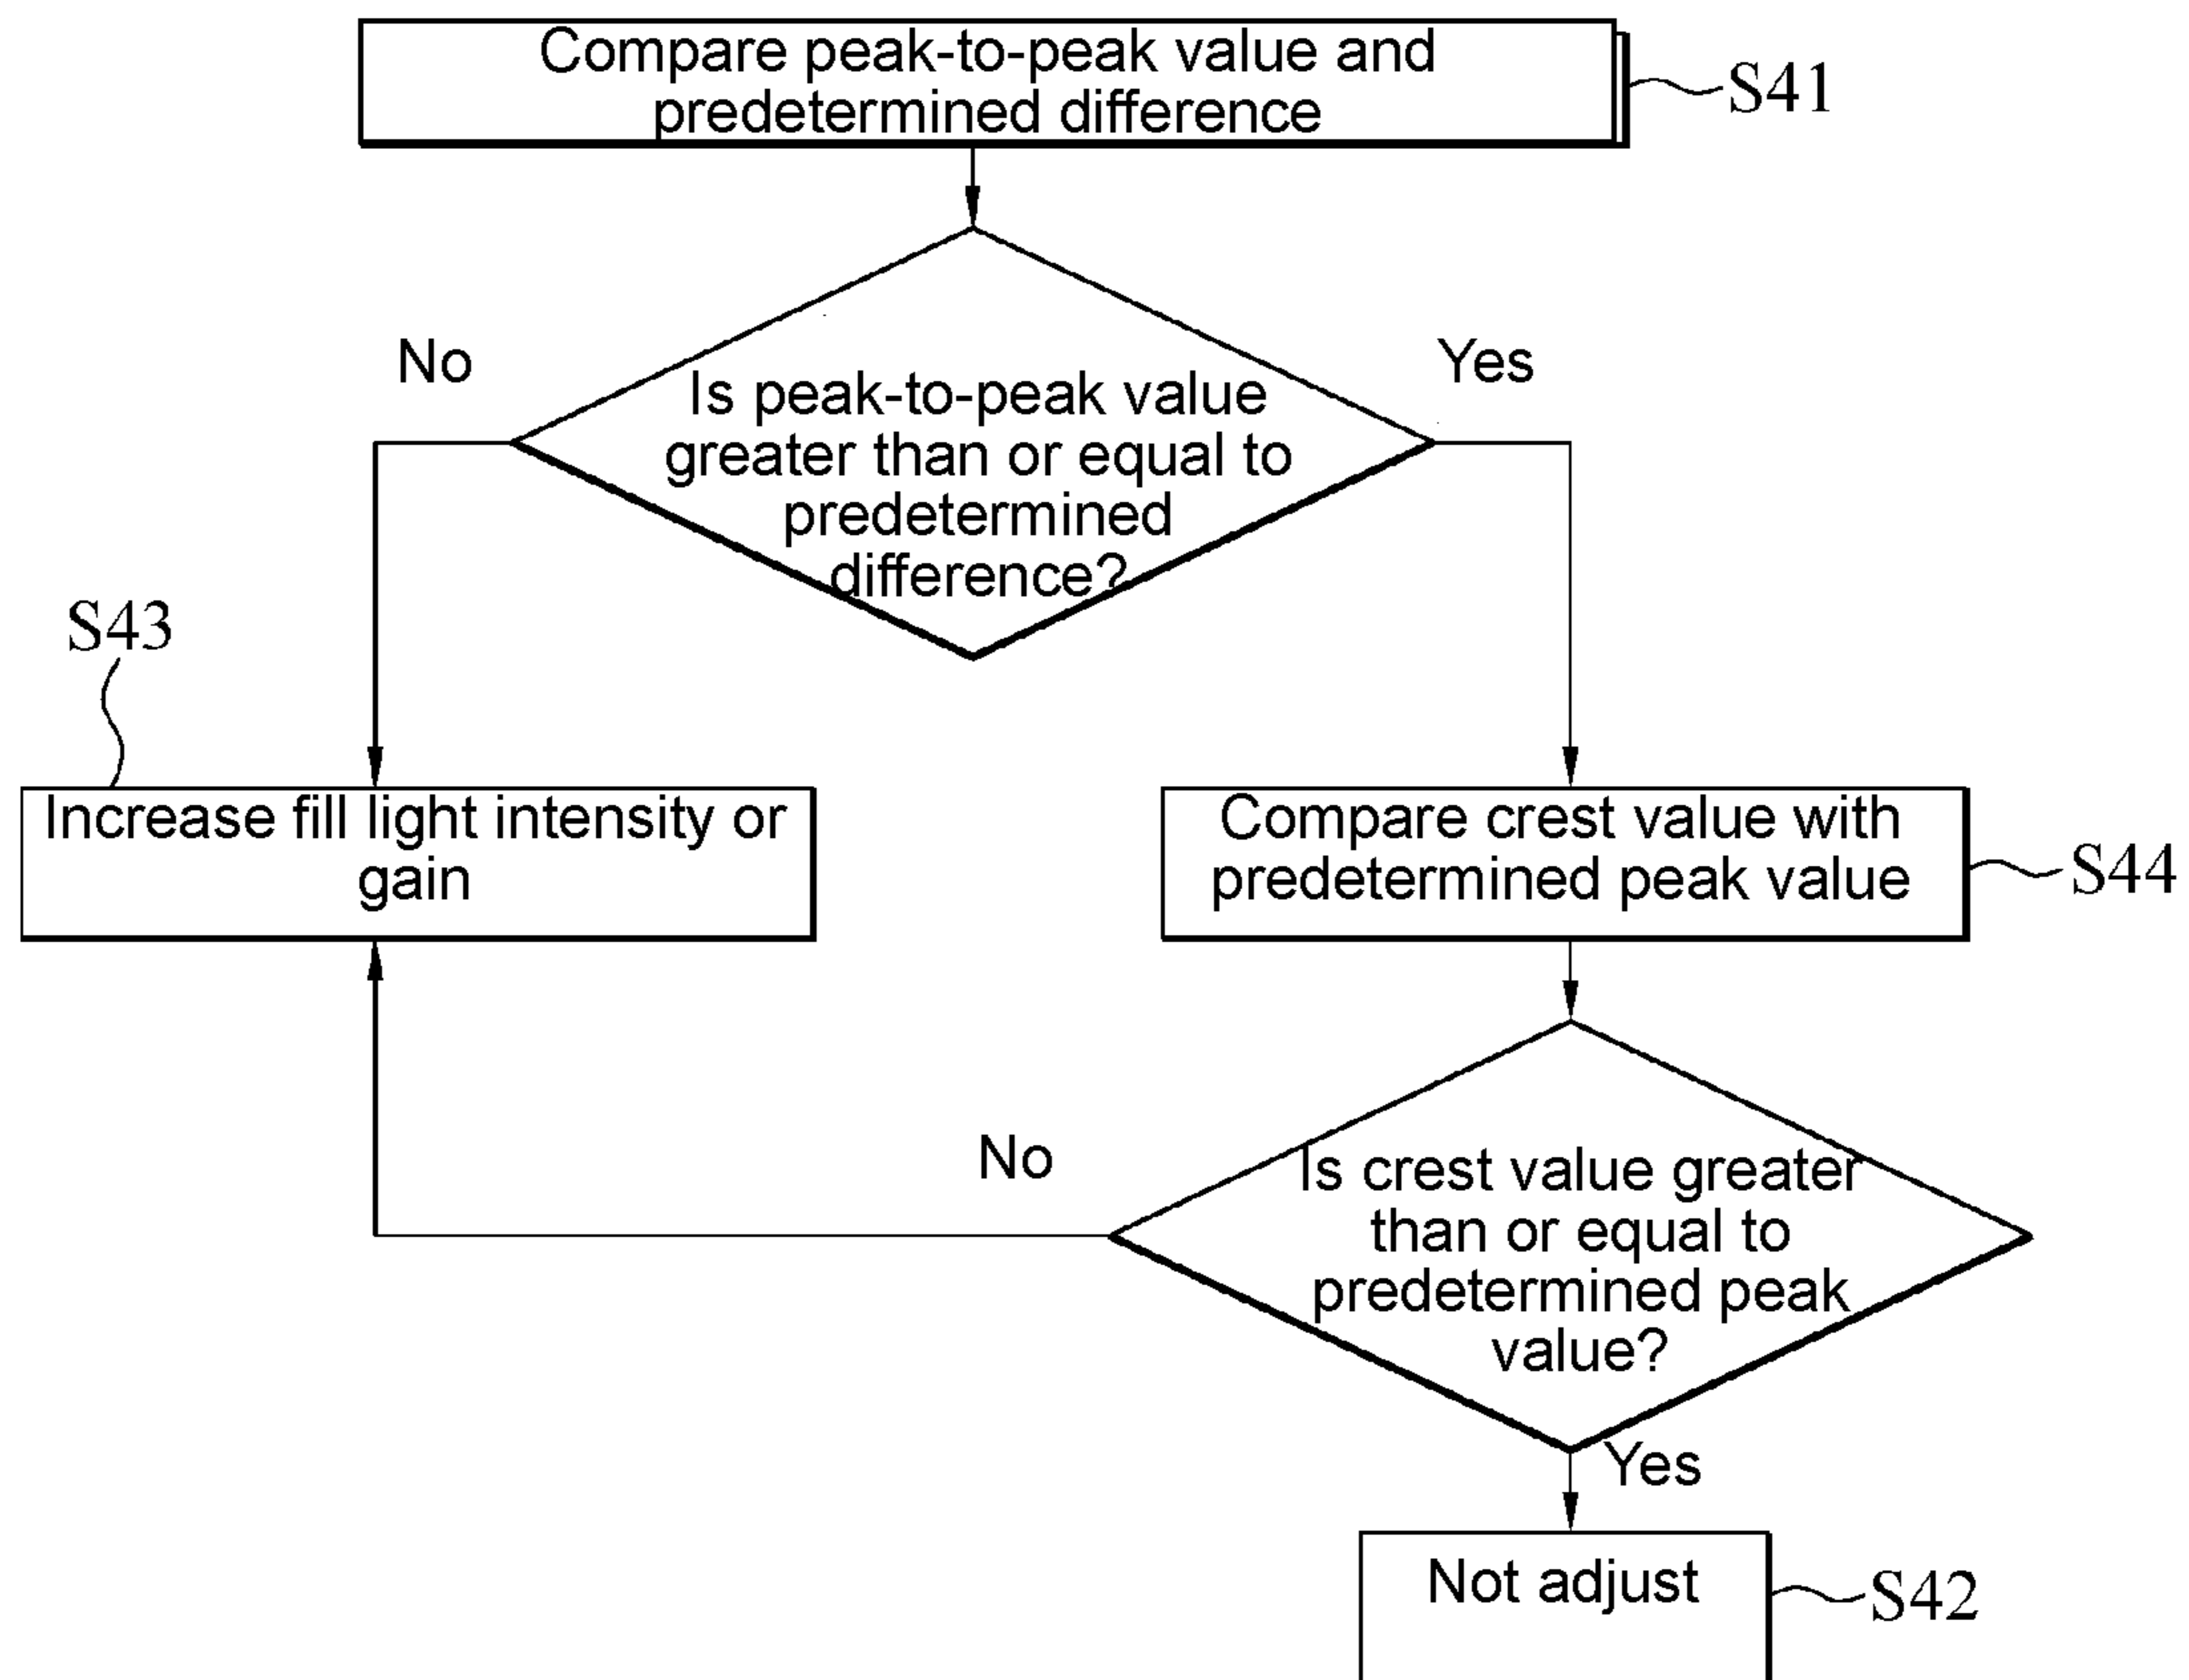 Compare peak-to-peak value and
predetermined difference
S41
No
Yes
Is peak-to-peak value
greater than or equal to
predetermined
difference?
S43
Increase fill light intensity or
gain
Compare crest value with
predetermined peak value
S44
No
Is crest value greater
than or equal to
predetermined peak
value?
Yes
Not adjust
S42